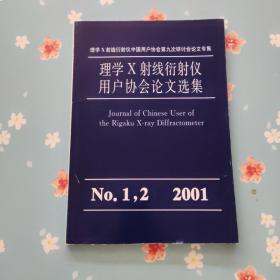 理学X射线衍射仪中国用户协会第九次研讨会论文专集
理学 X 射线衍射仪
用户协会论文选集
Journal of Chinese User of
the Rigaku X-ray Diffractometer
No. 1,2 2001